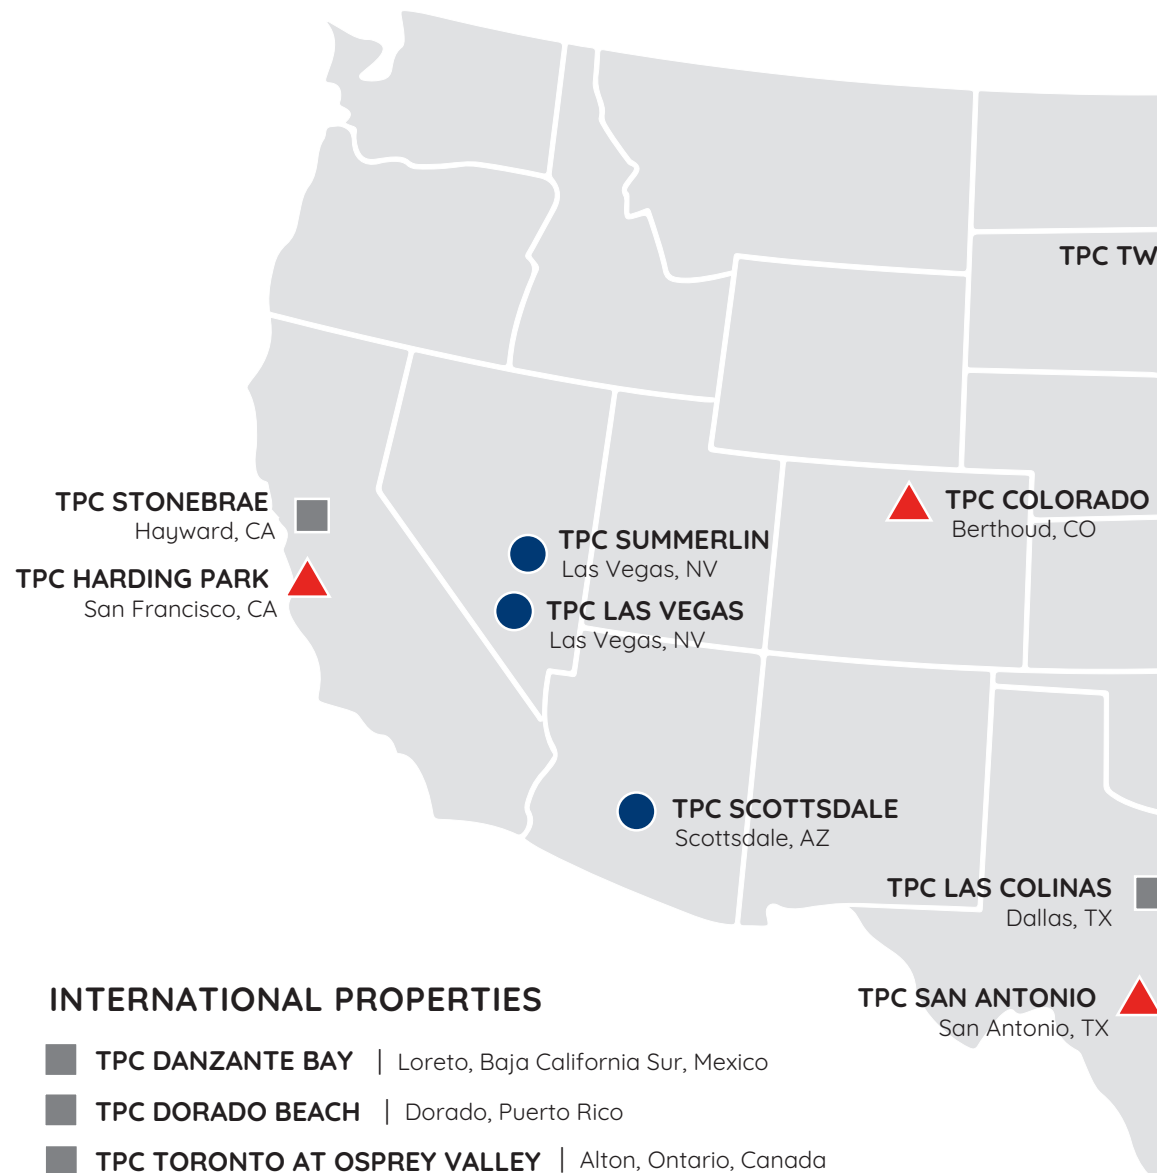 TPC TW
TPC STONEBRAE
Hayward, CA
TPC COLORADO
Berthoud, CO
TPC SUMMERLIN
Las Vegas, NV
TPC HARDING PARK
San Francisco, CA
TPC LAS VEGAS
Las Vegas, NV
TPC SCOTTSDALE
Scottsdale, AZ
TPC LAS COLINAS
Dallas, TX
TPC SAN ANTONIO
San Antonio, TX
INTERNATIONAL PROPERTIES
TPC DANZANTE BAY | Loreto, Baja California Sur, Mexico
TPC DORADO BEACH | Dorado, Puerto Rico
TPC TORONTO AT OSPREY VALLEY | Alton, Ontario, Canada